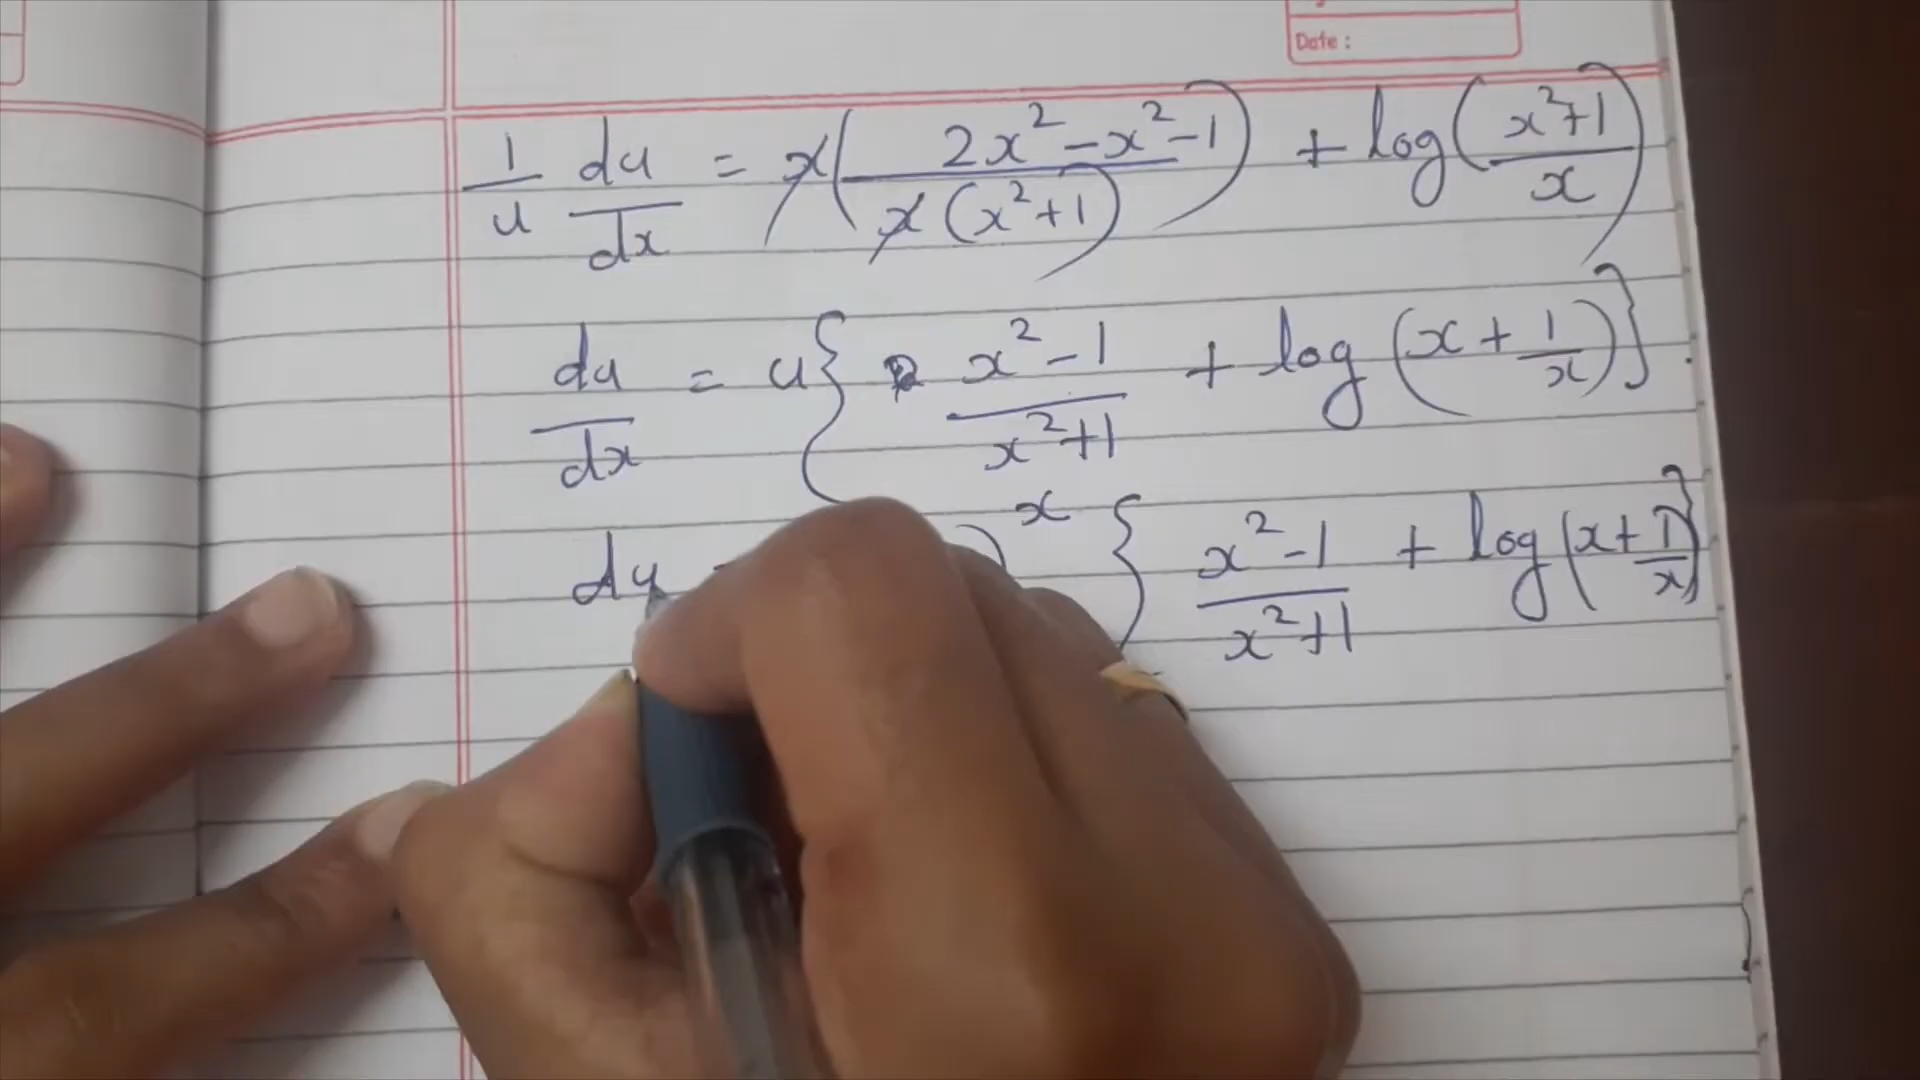 Date :
1/u du/dx = x( (2x² - x² - 1)/(x(x²+1)) ) + log( (x²+1)/x )
du/dx = u{ (x² - 1)/(x²+1) + log(x + 1/x) }.
du )ˣ { (x² - 1)/(x²+1) + log(x + 1/x) }